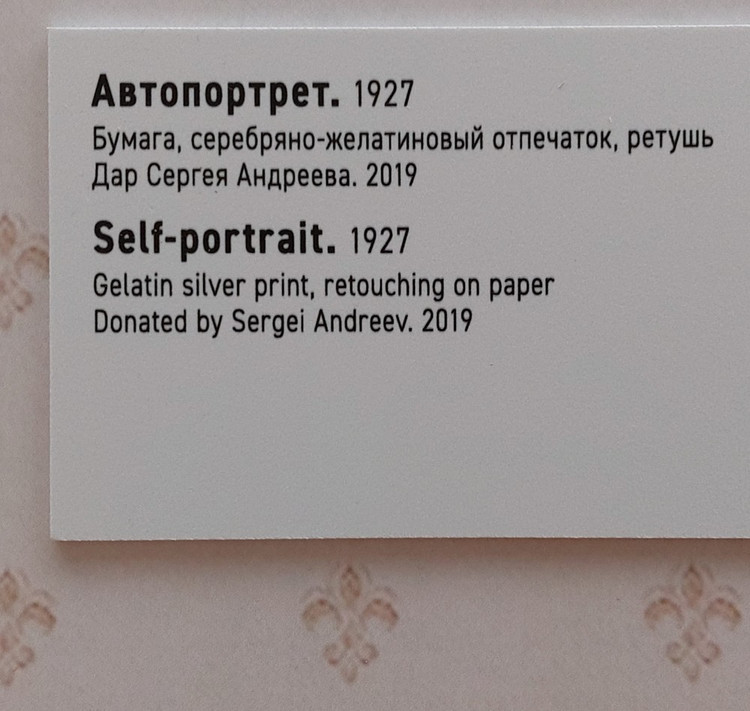 Автопортрет. 1927
Бумага, серебряно-желатиновый отпечаток, ретушь
Дар Сергея Андреева. 2019
Self-portrait. 1927
Gelatin silver print, retouching on paper
Donated by Sergei Andreev. 2019